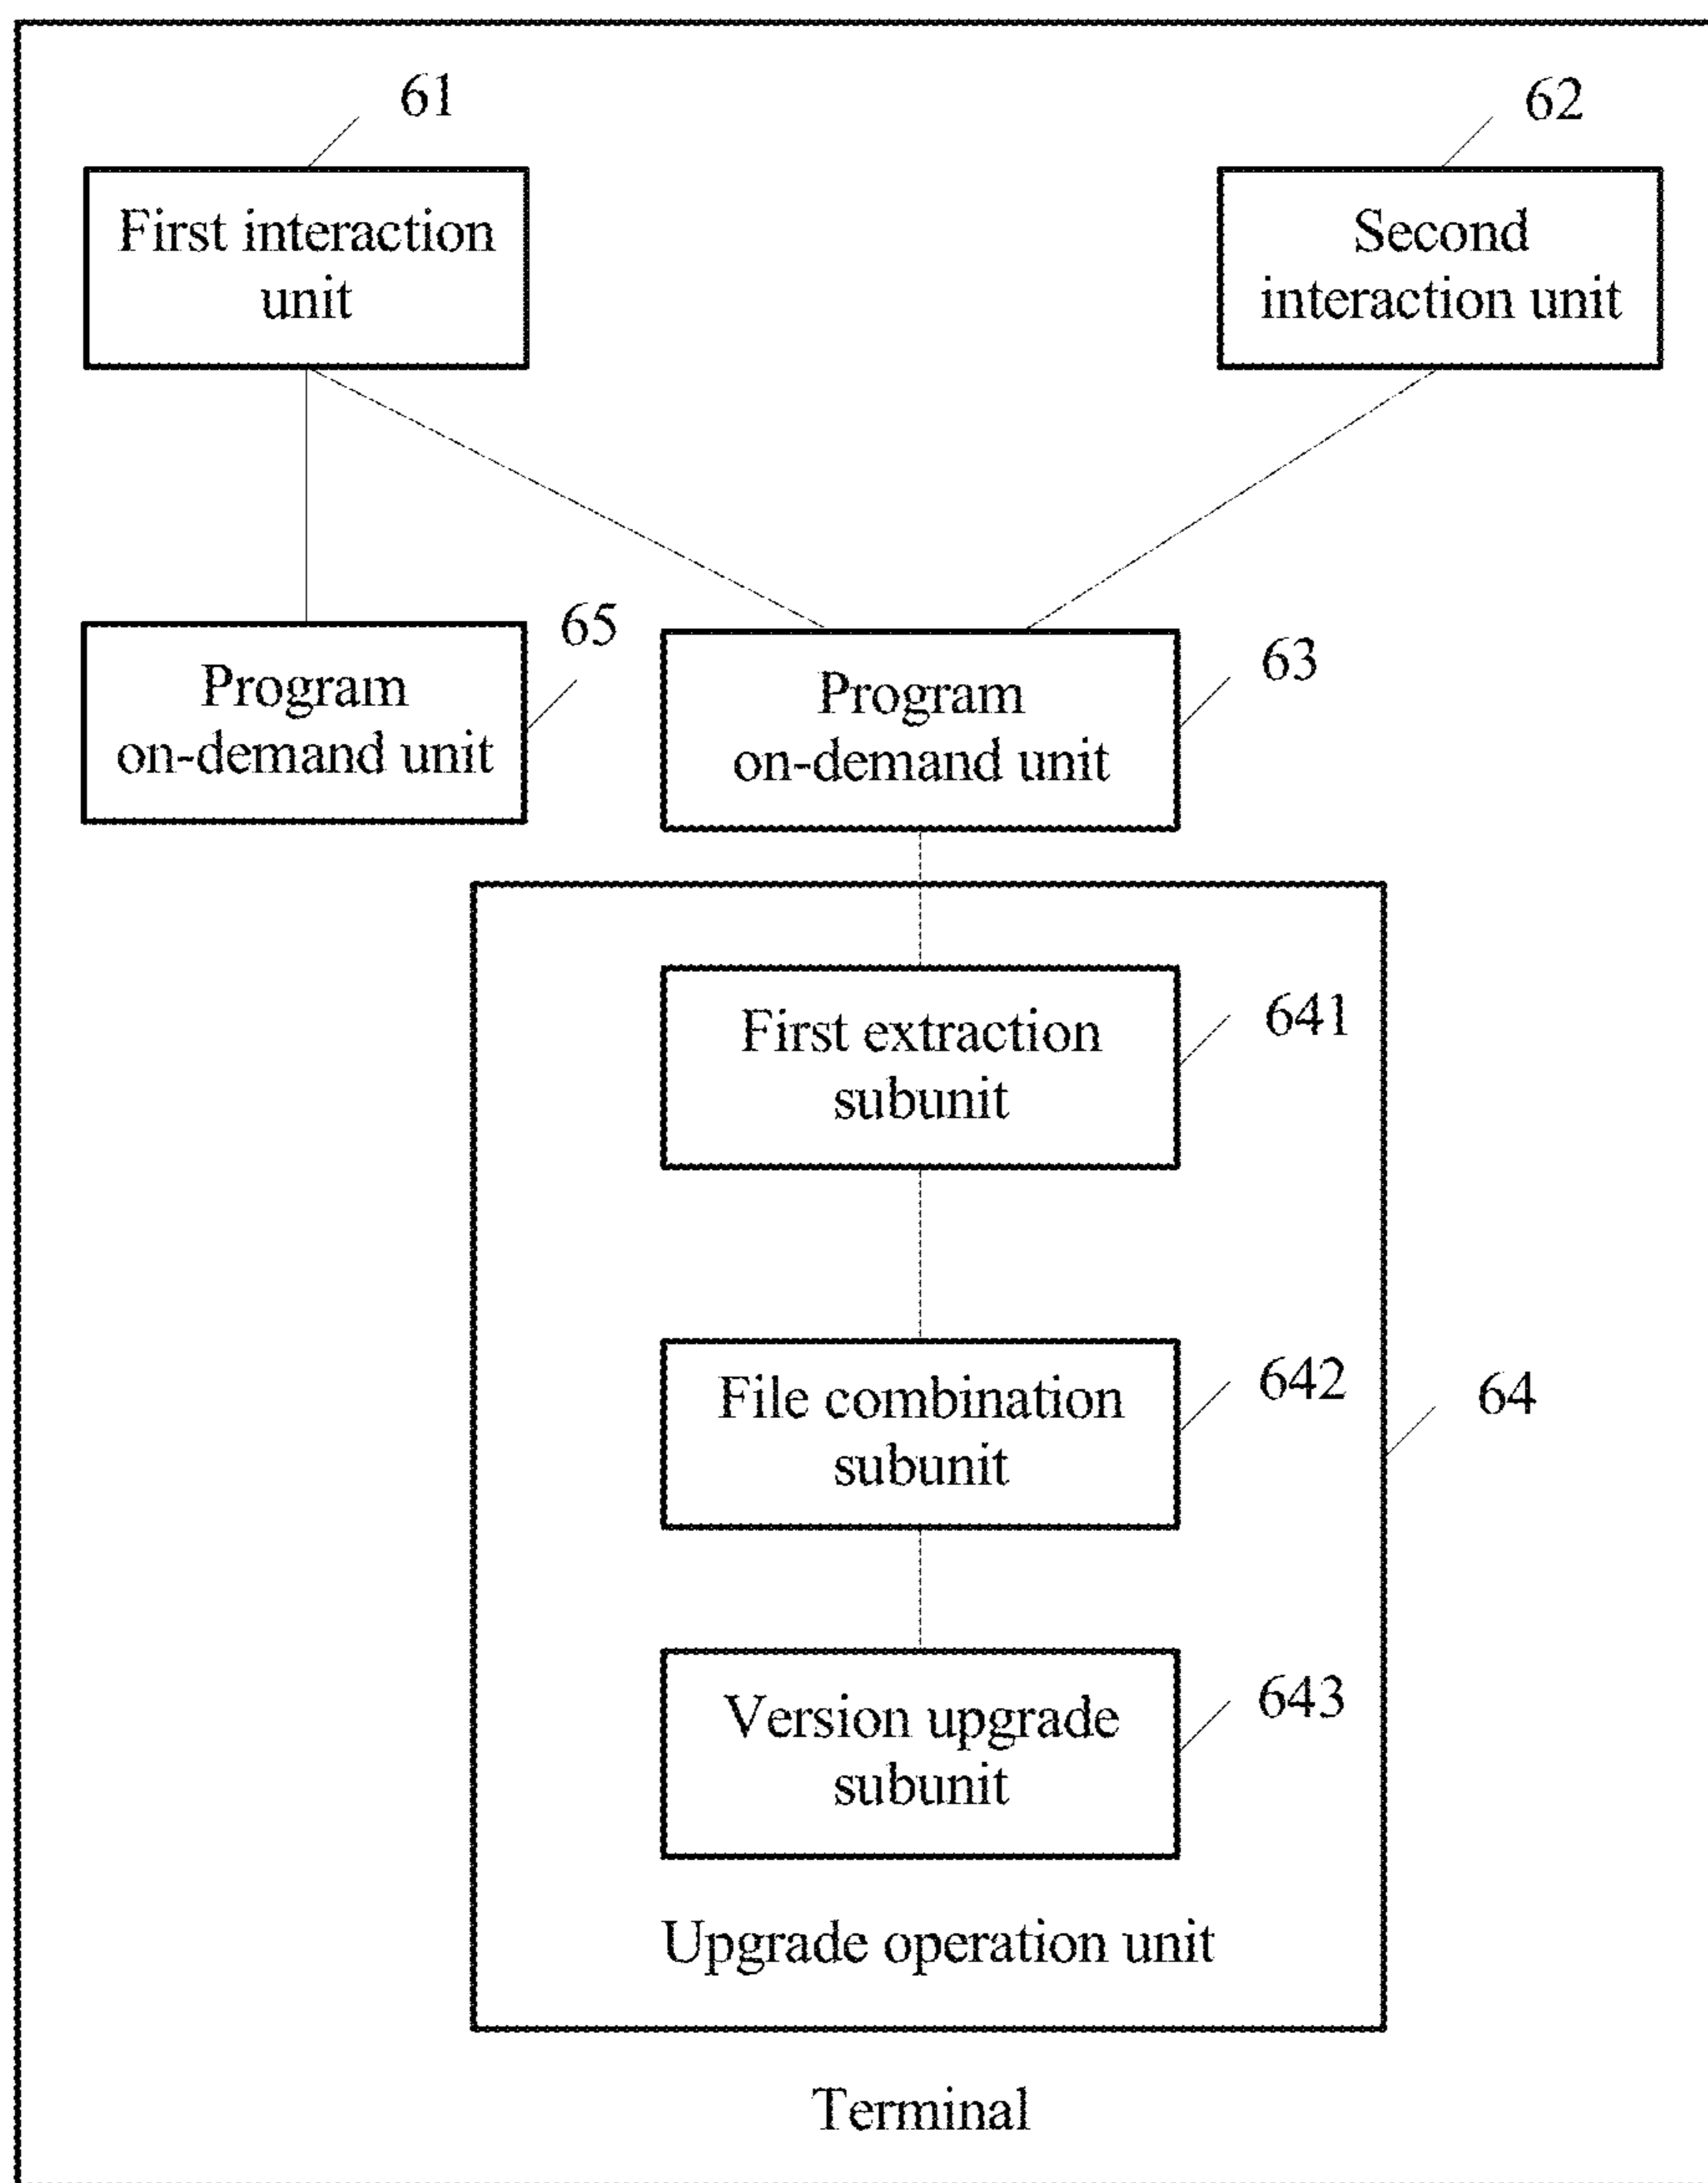 61
62
First interaction
unit
Second
interaction unit
65
63
Program
on-demand unit
Program
on-demand unit
First extraction
subunit
641
File combination
subunit
642
64
Version upgrade
subunit
643
Upgrade operation unit
Terminal